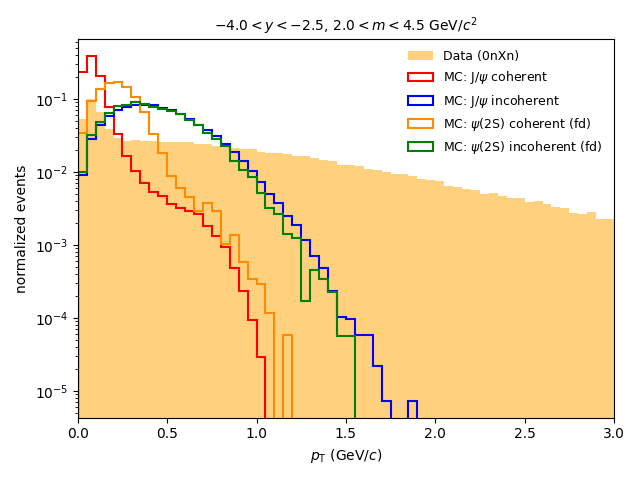 −4.0 < y < −2.5, 2.0 < m < 4.5 GeV/c²
normalized events
10⁻¹
10⁻²
10⁻³
10⁻⁴
10⁻⁵
Data (0nXn)
MC: J/ψ coherent
MC: J/ψ incoherent
MC: ψ(2S) coherent (fd)
MC: ψ(2S) incoherent (fd)
0.0 0.5 1.0 1.5 2.0 2.5 3.0
p_T (GeV/c)